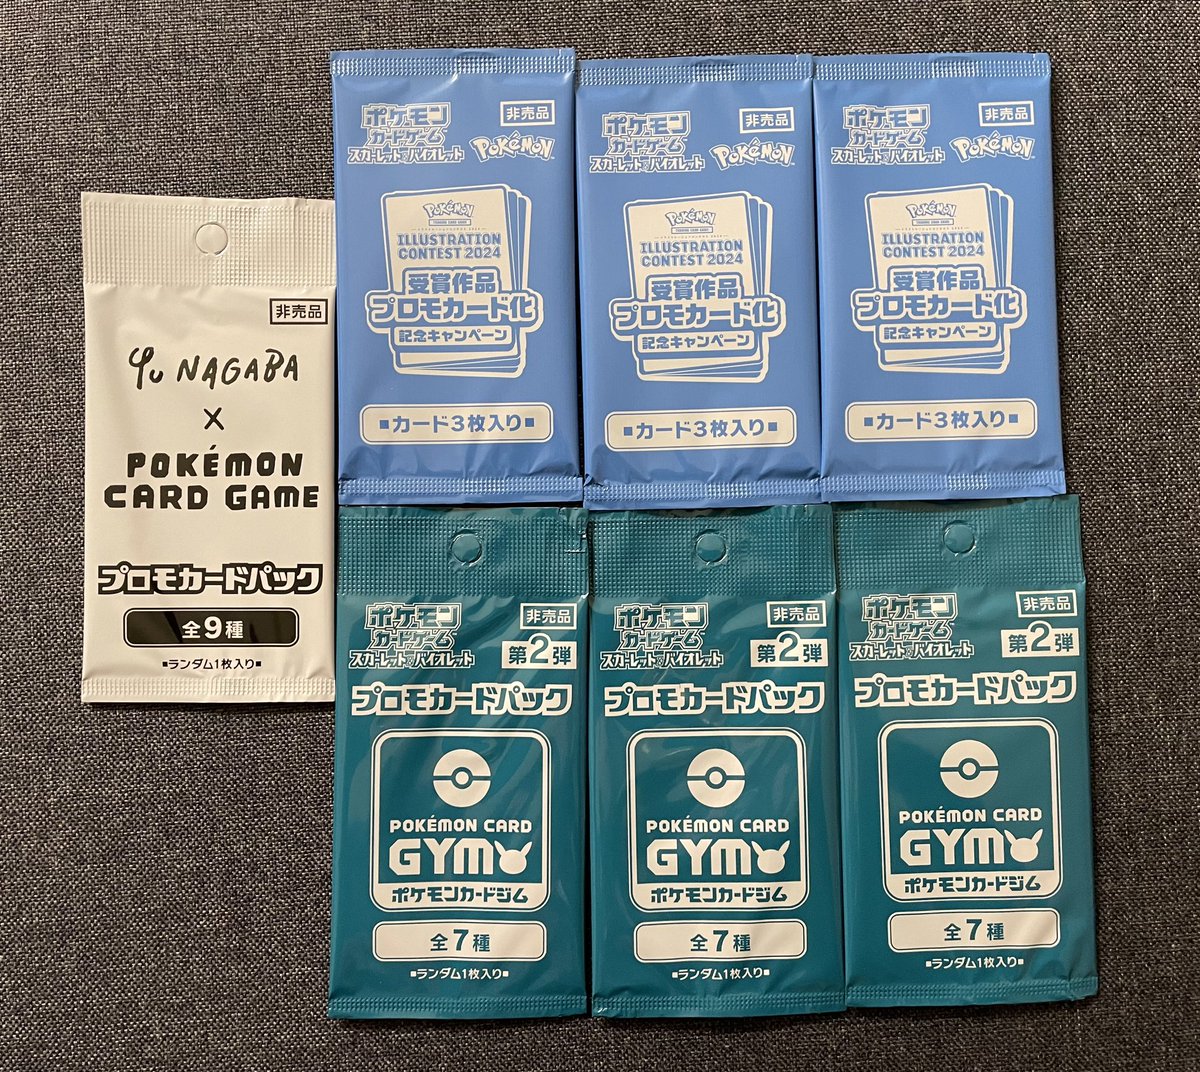 非売品
Yu NAGABA
×
POKÉMON
CARD GAME
プロモカードパック
全9種
■ランダム1枚入り■
ポケモン
カードゲーム
スカーレット&バイオレット
非売品
POKÉMON
POKÉMON
TRADING CARD GAME
ILLUSTRATION
CONTEST 2024
受賞作品
プロモカード化
記念キャンペーン
■カード3枚入り■
ポケモン
カードゲーム
スカーレット&バイオレット
非売品
POKÉMON
POKÉMON
TRADING CARD GAME
ILLUSTRATION
CONTEST 2024
受賞作品
プロモカード化
記念キャンペーン
■カード3枚入り■
ポケモン
カードゲーム
スカーレット&バイオレット
非売品
POKÉMON
POKÉMON
TRADING CARD GAME
ILLUSTRATION
CONTEST 2024
受賞作品
プロモカード化
記念キャンペーン
■カード3枚入り■
ポケモン
カードゲーム
スカーレット&バイオレット
非売品
第2弾
プロモカードパック
POKÉMON CARD
GYM
ポケモンカードジム
全7種
■ランダム1枚入り■
ポケモン
カードゲーム
スカーレット&バイオレット
非売品
第2弾
プロモカードパック
POKÉMON CARD
GYM
ポケモンカードジム
全7種
■ランダム1枚入り■
ポケモン
カードゲーム
スカーレット&バイオレット
非売品
第2弾
プロモカードパック
POKÉMON CARD
GYM
ポケモンカードジム
全7種
■ランダム1枚入り■